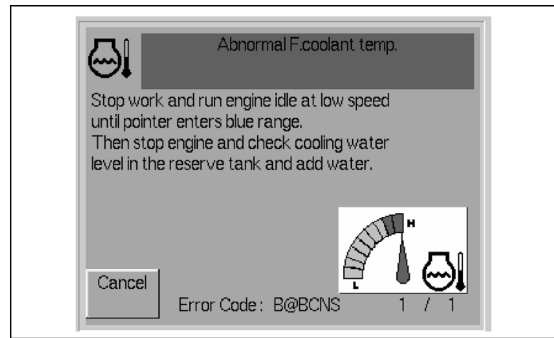 Abnormal F.coolant temp.
Stop work and run engine idle at low speed
until pointer enters blue range.
Then stop engine and check cooling water
level in the reserve tank and add water.
H
L
Cancel
Error Code : B@BCNS 1 / 1